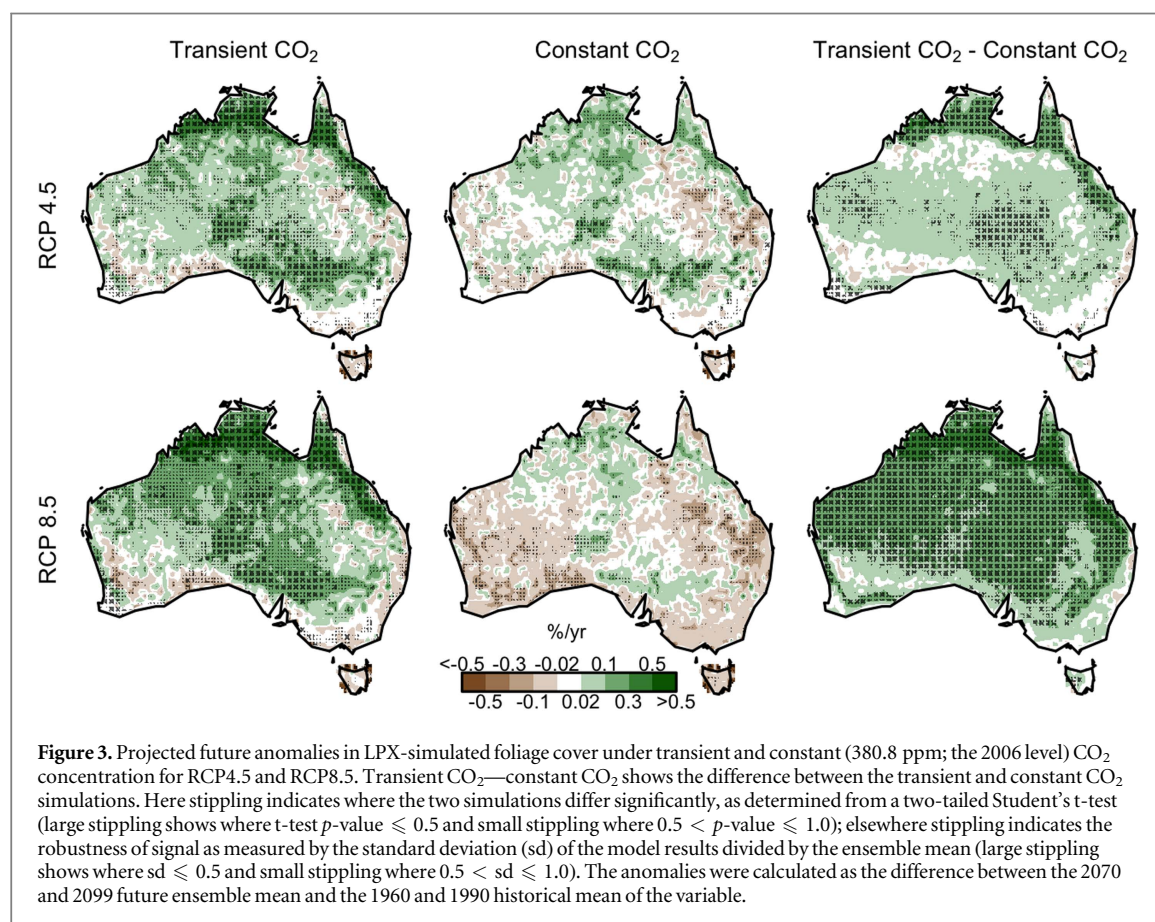 Transient CO₂
Constant CO₂
Transient CO₂ - Constant CO₂
RCP 4.5
RCP 8.5
%/yr
<-0.5 -0.3 -0.02 0.1 0.5
-0.5 -0.1 0.02 0.3 >0.5
Figure 3. Projected future anomalies in LPX-simulated foliage cover under transient and constant (380.8 ppm; the 2006 level) CO₂
concentration for RCP4.5 and RCP8.5. Transient CO₂—constant CO₂ shows the difference between the transient and constant CO₂
simulations. Here stippling indicates where the two simulations differ significantly, as determined from a two-tailed Student's t-test
(large stippling shows where t-test p-value ⩽ 0.5 and small stippling where 0.5 < p-value ⩽ 1.0); elsewhere stippling indicates the
robustness of signal as measured by the standard deviation (sd) of the model results divided by the ensemble mean (large stippling
shows where sd ⩽ 0.5 and small stippling where 0.5 < sd ⩽ 1.0). The anomalies were calculated as the difference between the 2070
and 2099 future ensemble mean and the 1960 and 1990 historical mean of the variable.